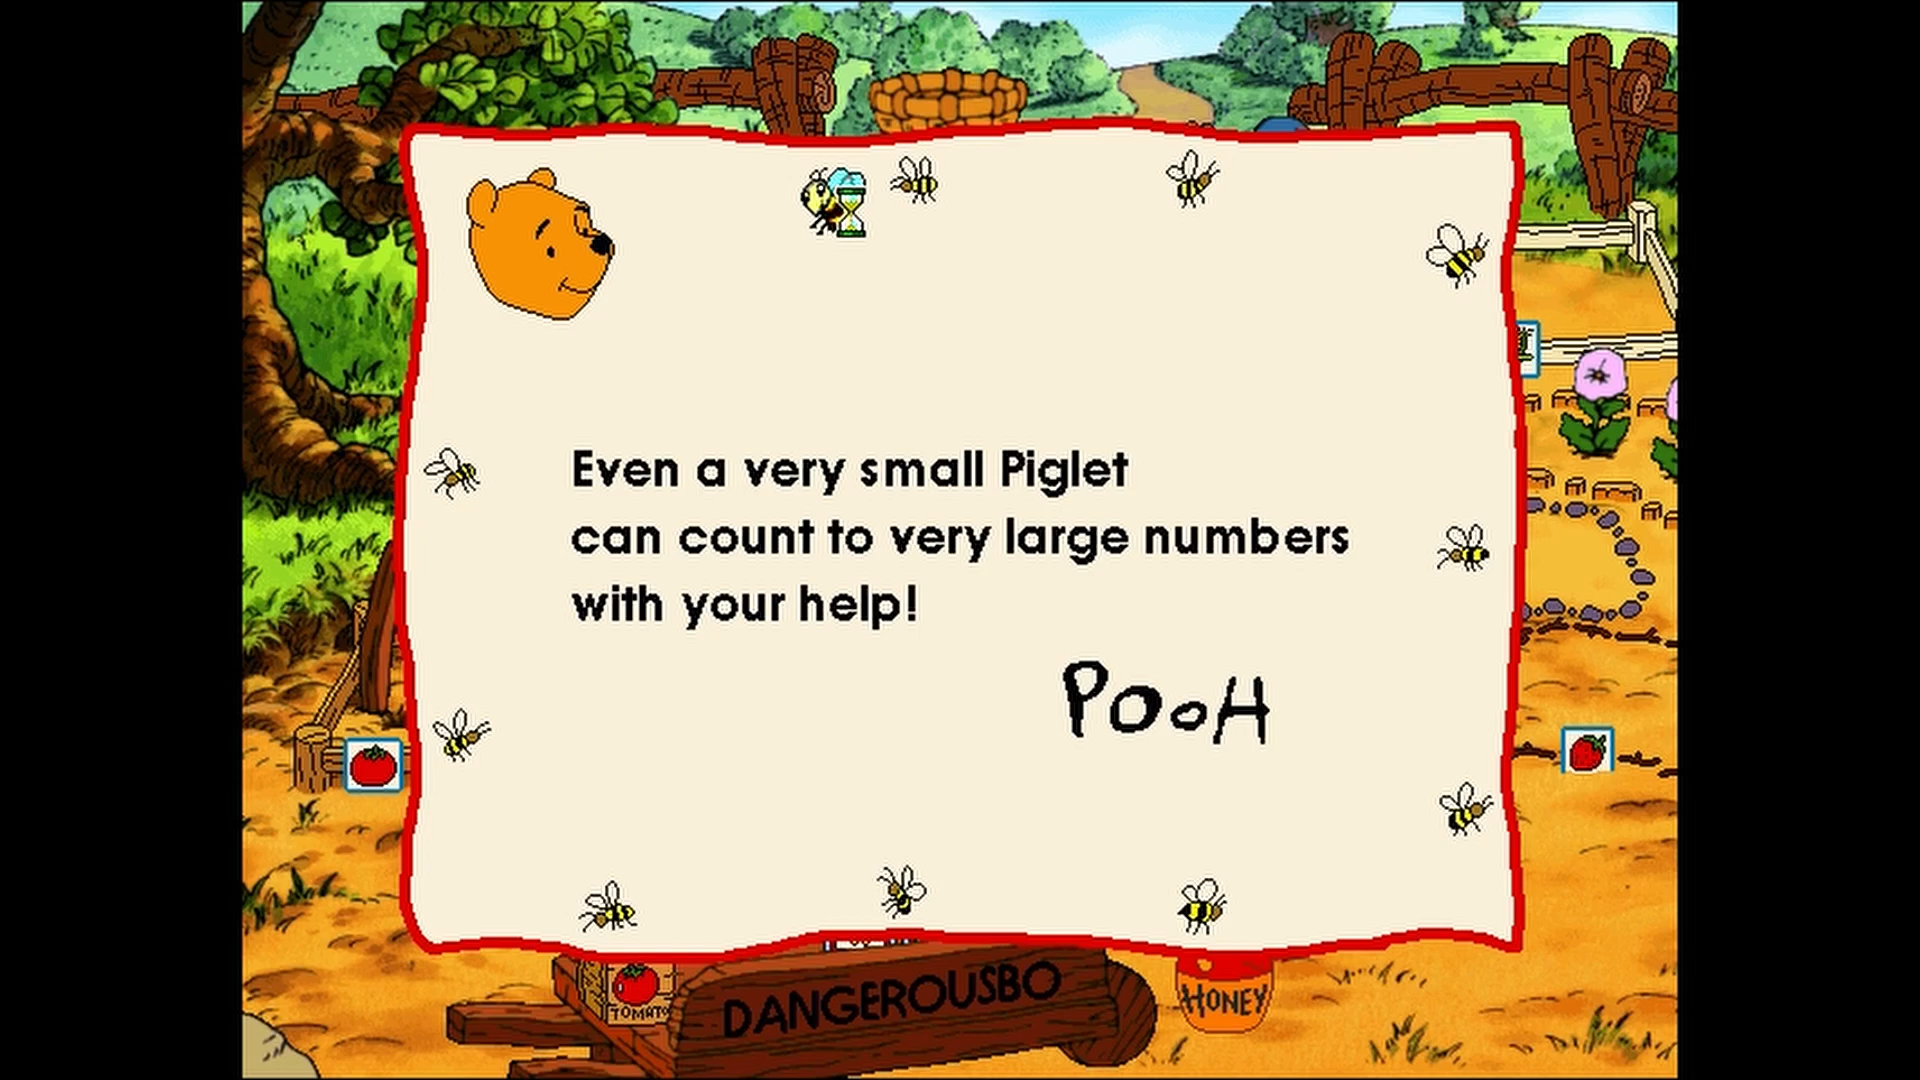 Even a very small Piglet
can count to very large numbers
with your help!
POoH
TOMATO
DANGEROUSBO
HONEY